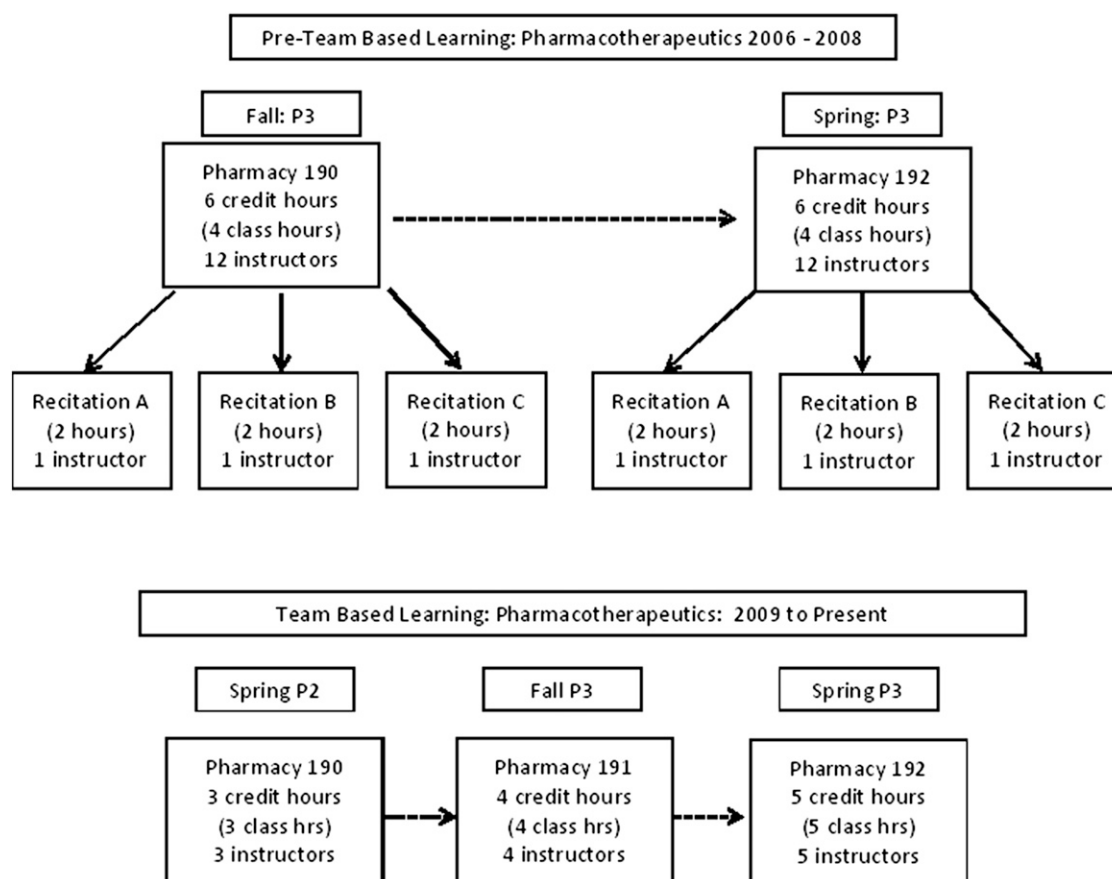 Pre-Team Based Learning: Pharmacotherapeutics 2006 - 2008
Fall: P3
Spring: P3
Pharmacy 190
6 credit hours
(4 class hours)
12 instructors
Pharmacy 192
6 credit hours
(4 class hours)
12 instructors
Recitation A
(2 hours)
1 instructor
Recitation B
(2 hours)
1 instructor
Recitation C
(2 hours)
1 instructor
Recitation A
(2 hours)
1 instructor
Recitation B
(2 hours)
1 instructor
Recitation C
(2 hours)
1 instructor
Team Based Learning: Pharmacotherapeutics: 2009 to Present
Spring P2
Fall P3
Spring P3
Pharmacy 190
3 credit hours
(3 class hrs)
3 instructors
Pharmacy 191
4 credit hours
(4 class hrs)
4 instructors
Pharmacy 192
5 credit hours
(5 class hrs)
5 instructors